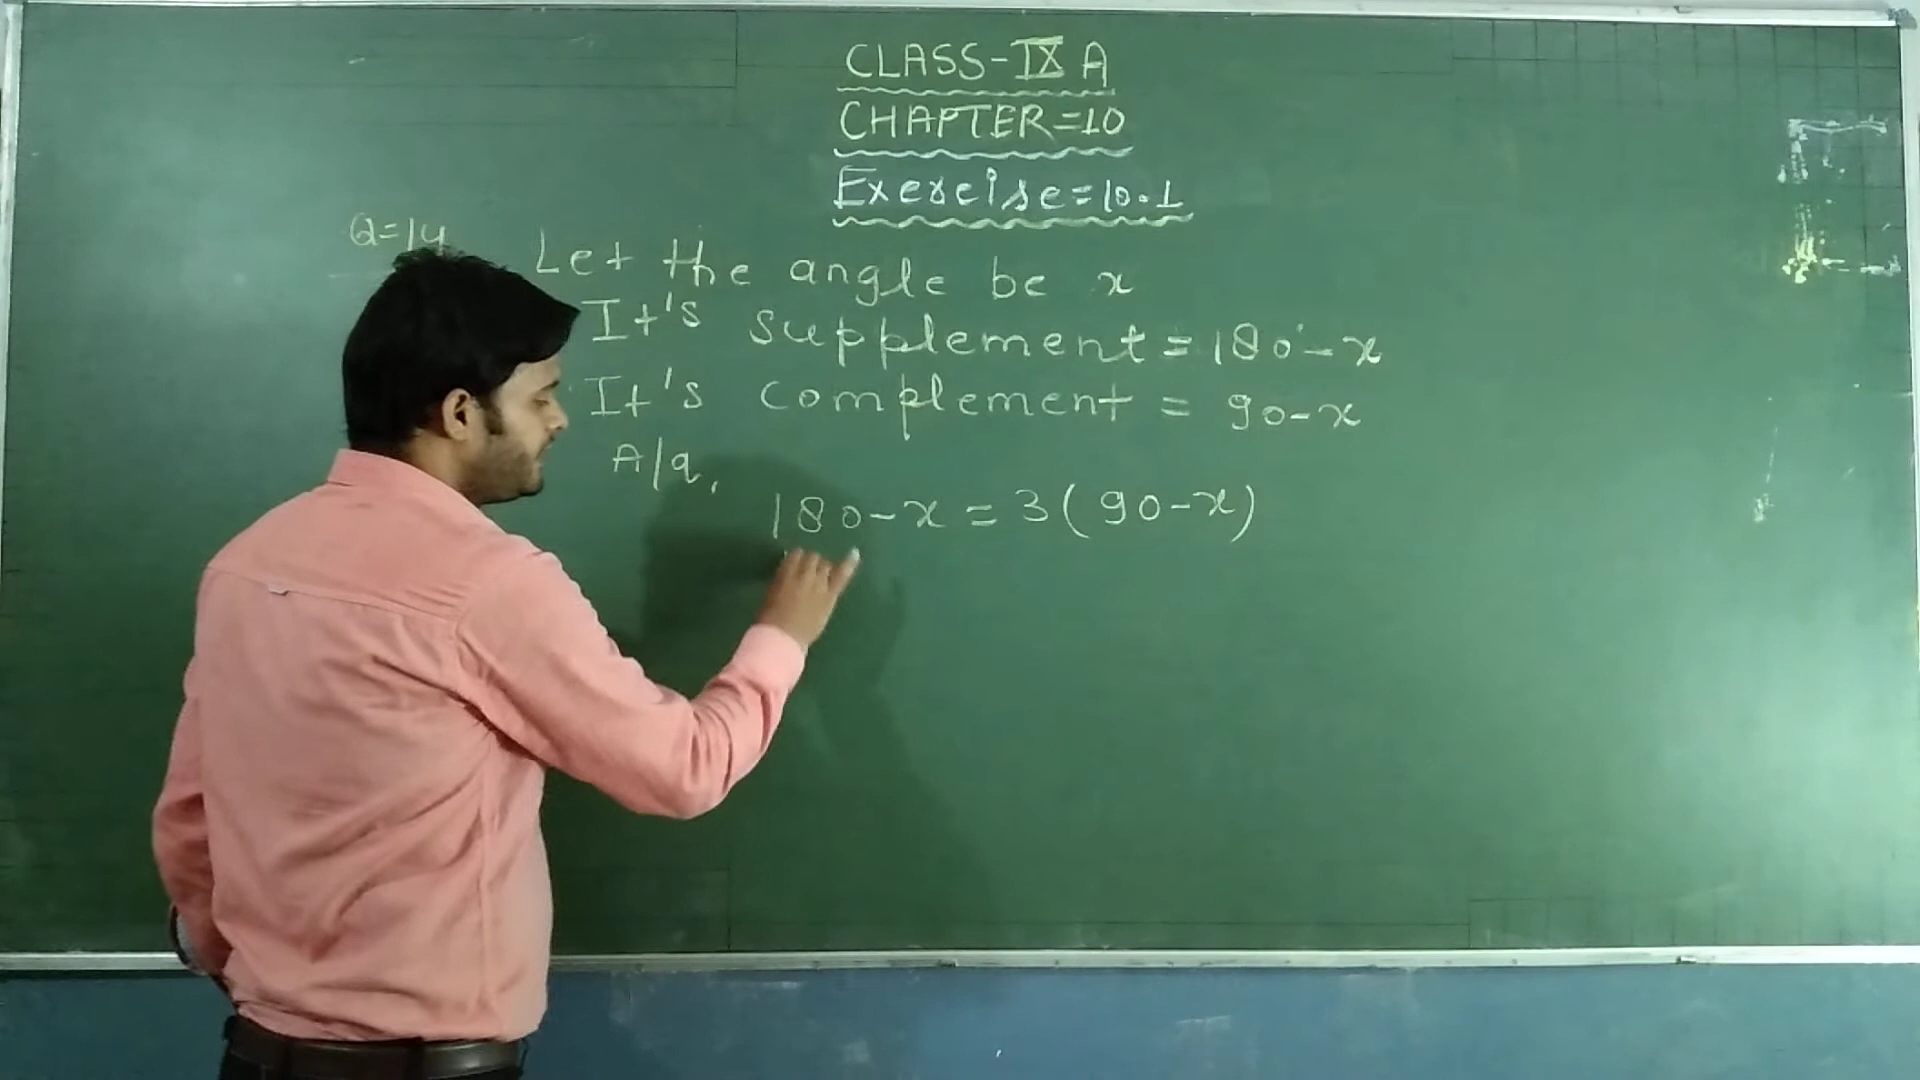 CLASS-IX A
CHAPTER=10
Exercise=10.1
Q=14
Let the angle be x
It's supplement = 180-x
It's complement = 90-x
A/q,
180-x = 3(90-x)